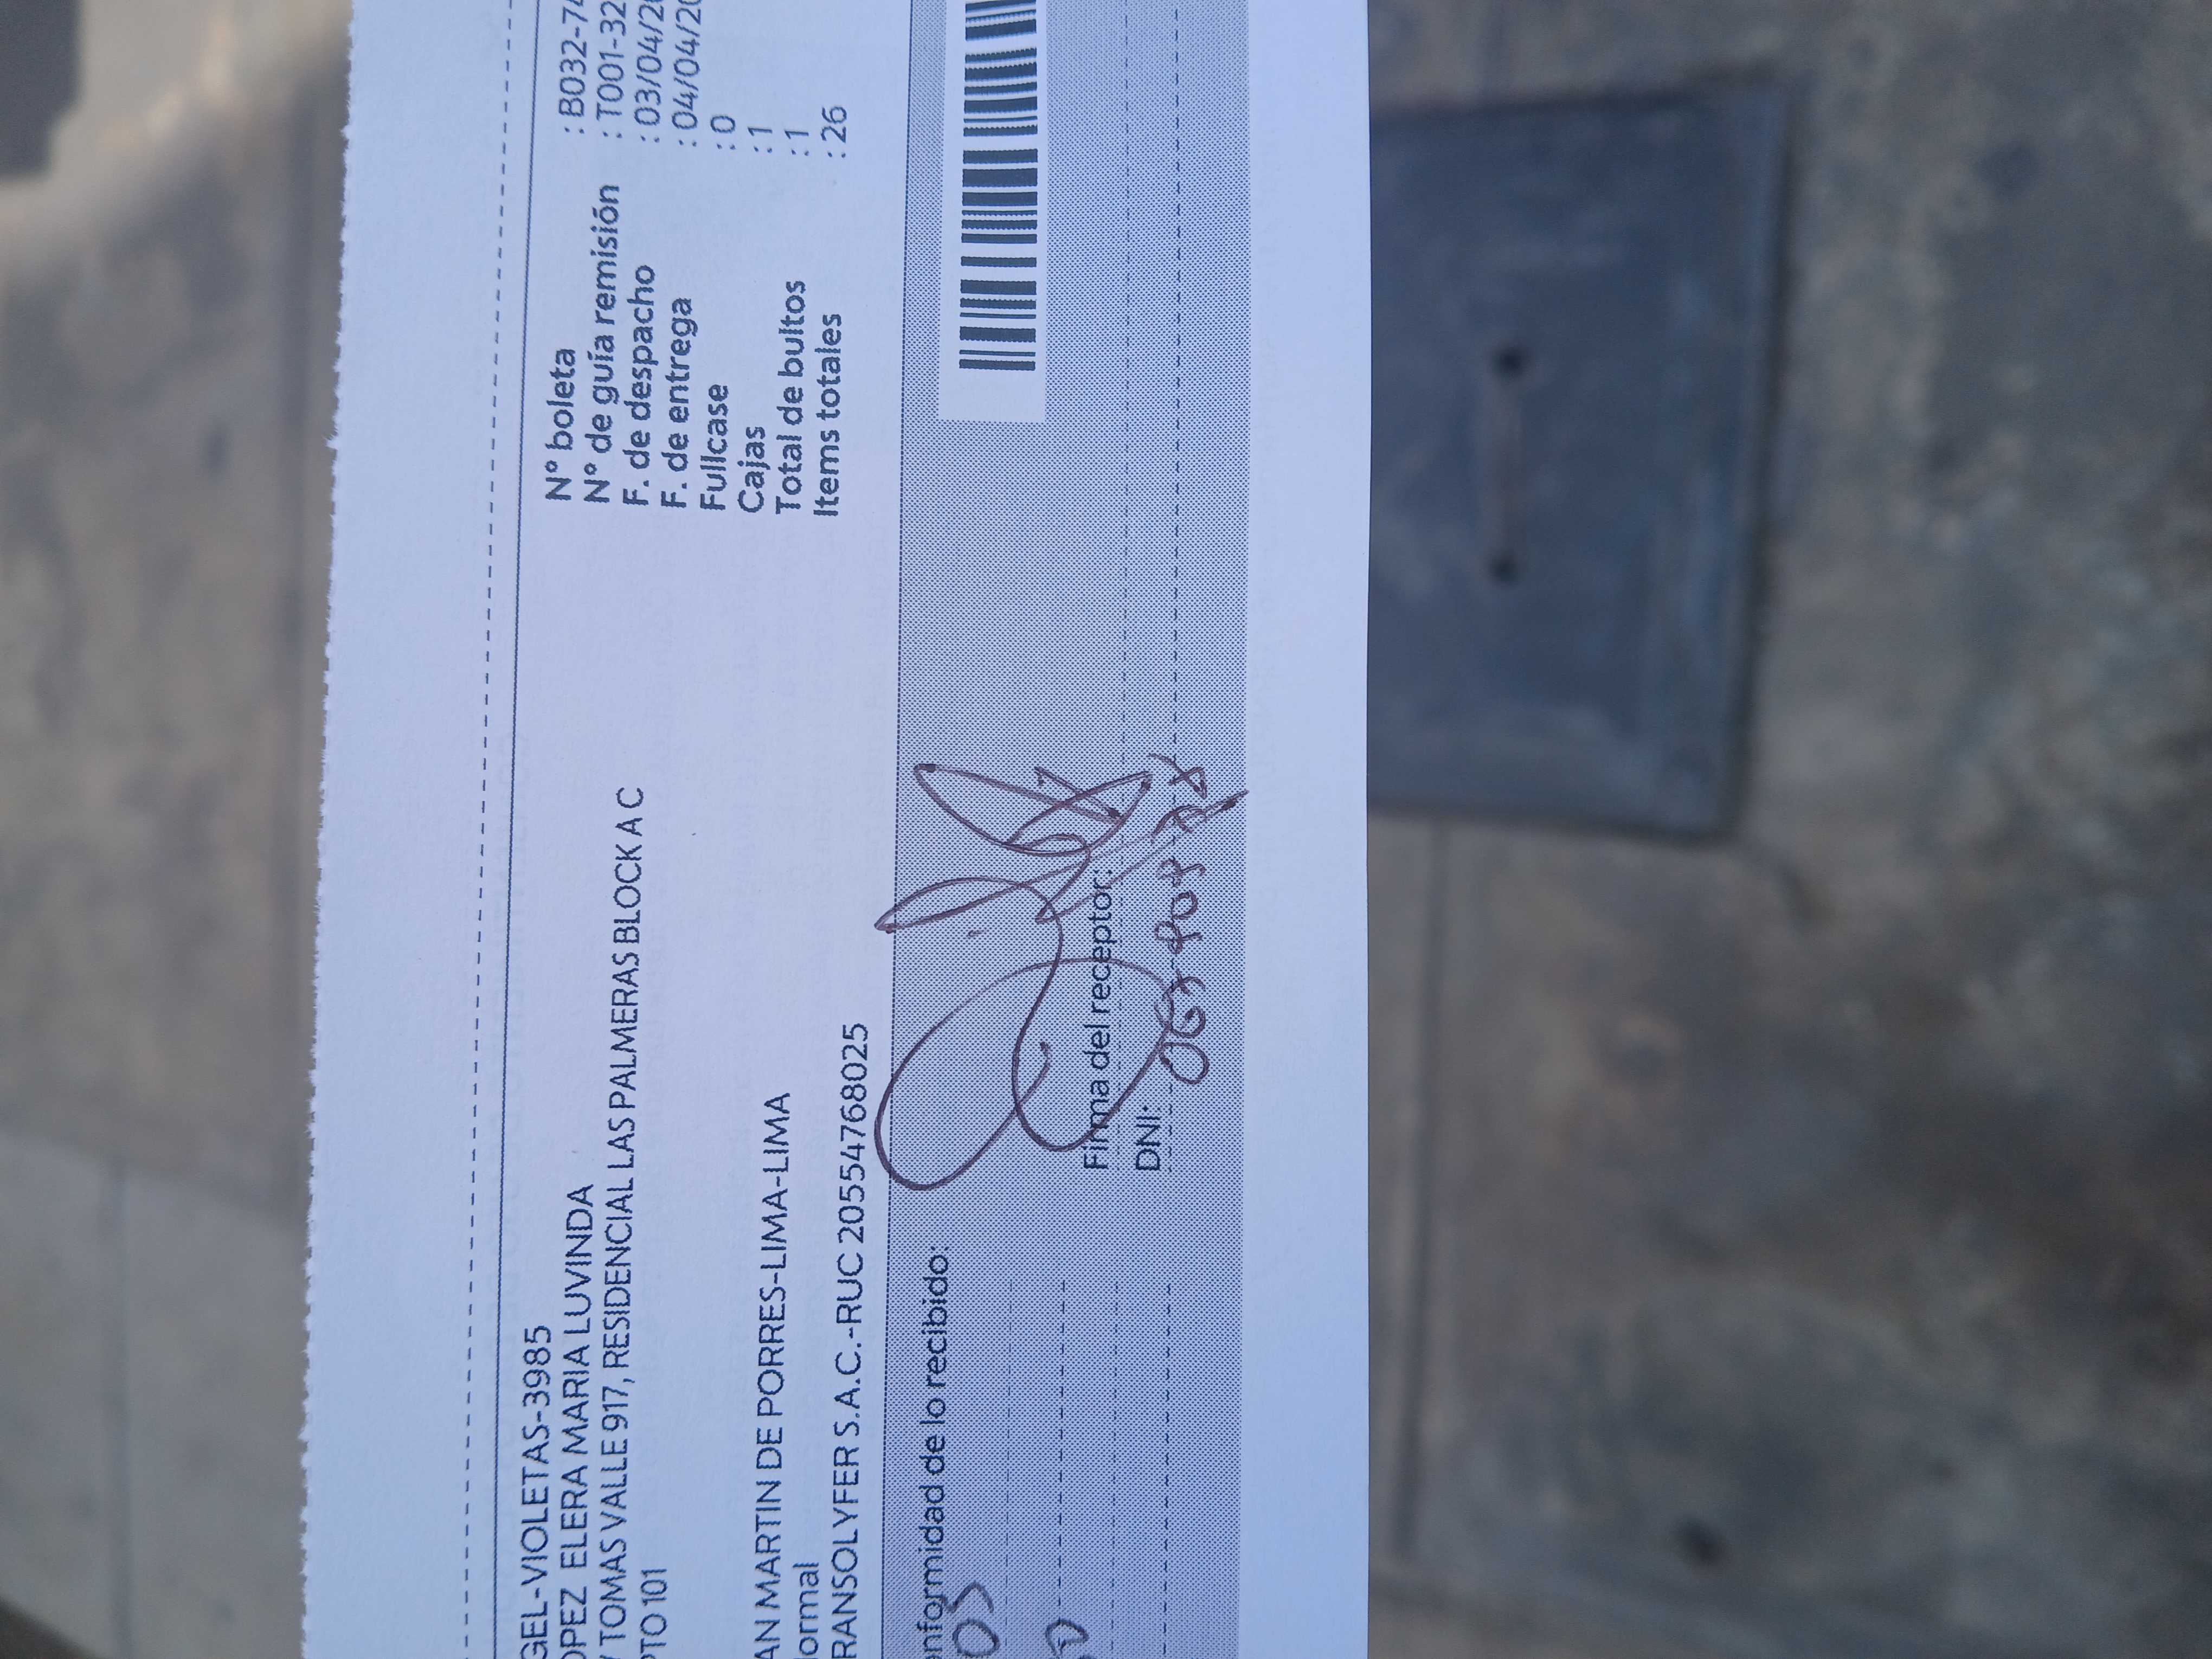 GEL-VIOLETAS-3985
OPEZ ELERA MARIA LUVINDA
TOMAS VALLE 917, RESIDENCIAL LAS PALMERAS BLOCK A C
PTO 101
AN MARTIN DE PORRES-LIMA-LIMA
ormal
RANSOLYFER S.A.C.-RUC 20554768025
N° boleta : B032-74
N° de guía remisión : T001-32
F. de despacho : 03/04/20
F. de entrega : 04/04/20
Fullcase : 0
Cajas : 1
Total de bultos : 1
Items totales : 26
onformidad de lo recibido:
05
Firma del receptor:
DNI: